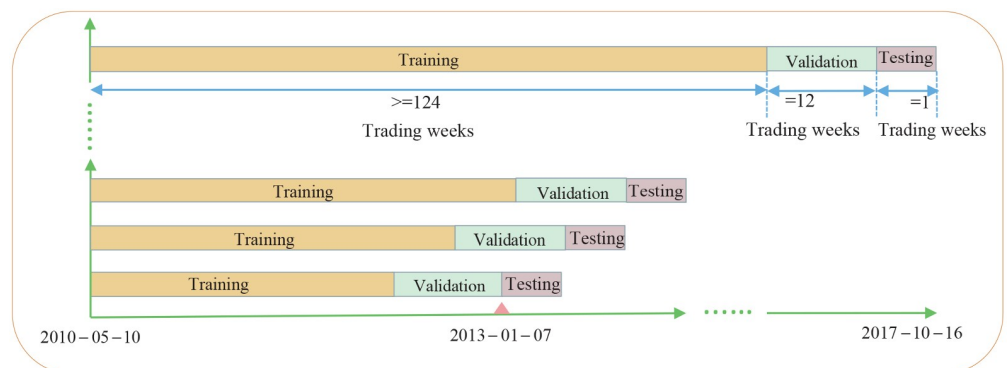 Training
Validation
Testing
>=124
=12
=1
Trading weeks
Trading weeks
Trading weeks
Training
Validation
Testing
Training
Validation
Testing
Training
Validation
Testing
2010−05−10
2013−01−07
2017−10−16